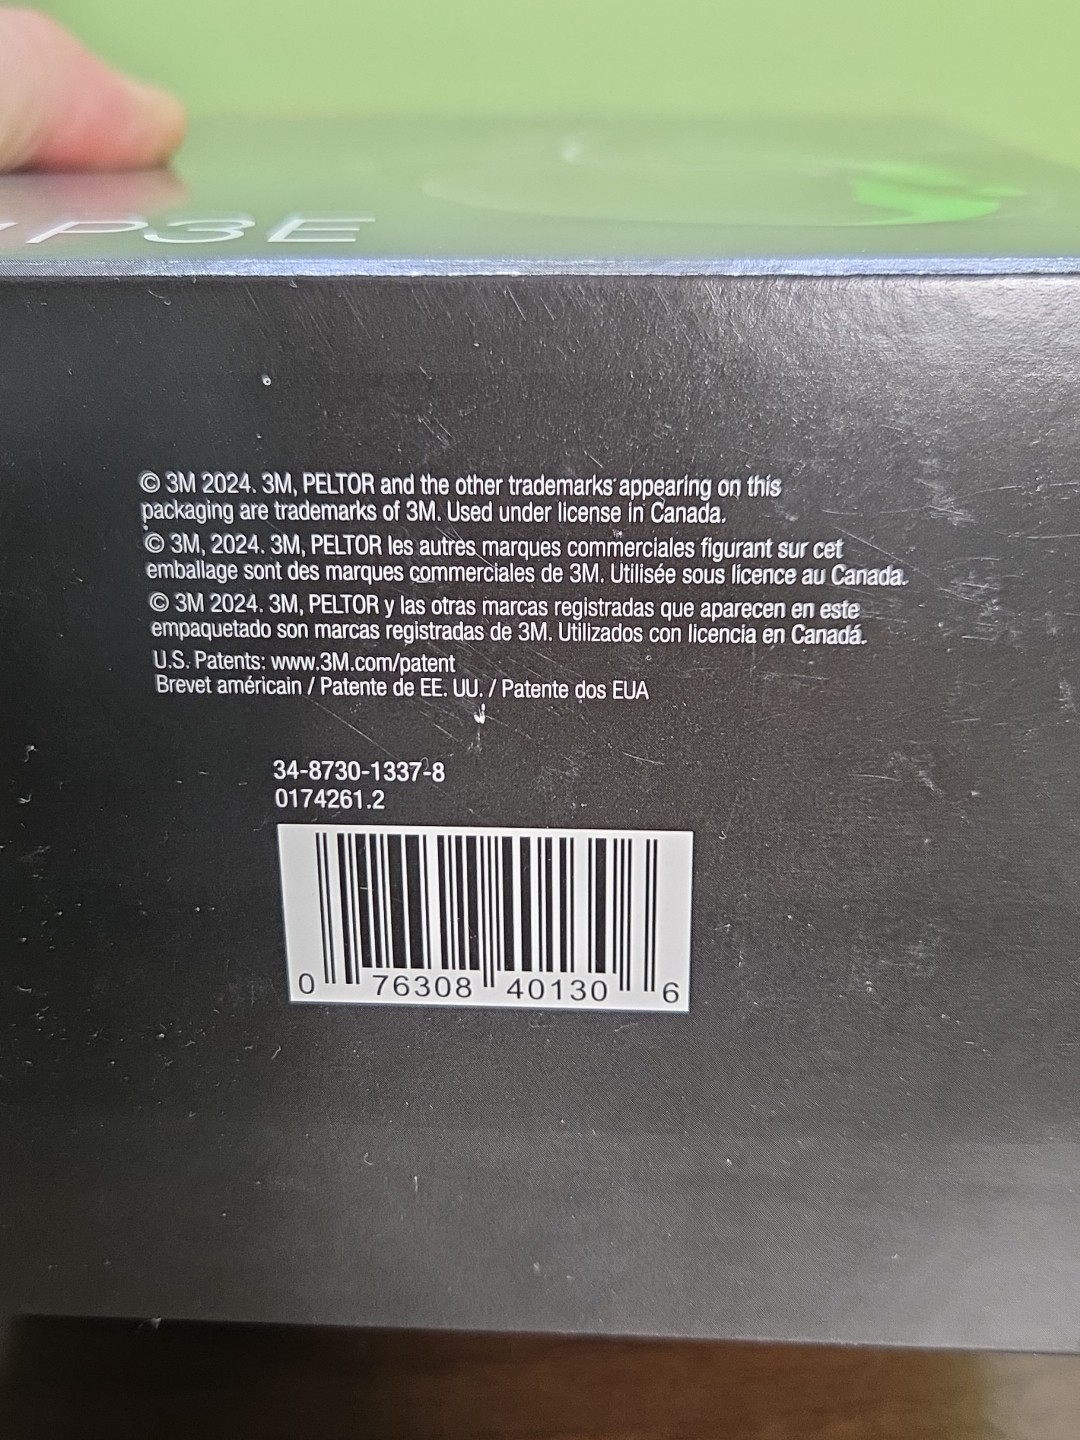 P3E
© 3M 2024. 3M, PELTOR and the other trademarks appearing on this
packaging are trademarks of 3M. Used under license in Canada.
© 3M, 2024. 3M, PELTOR les autres marques commerciales figurant sur cet
emballage sont des marques commerciales de 3M. Utilisée sous licence au Canada.
© 3M 2024. 3M, PELTOR y las otras marcas registradas que aparecen en este
empaquetado son marcas registradas de 3M. Utilizados con licencia en Canadá.
U.S. Patents: www.3M.com/patent
Brevet américain / Patente de EE. UU. / Patente dos EUA
34-8730-1337-8
0174261.2
0 76308 40130 6